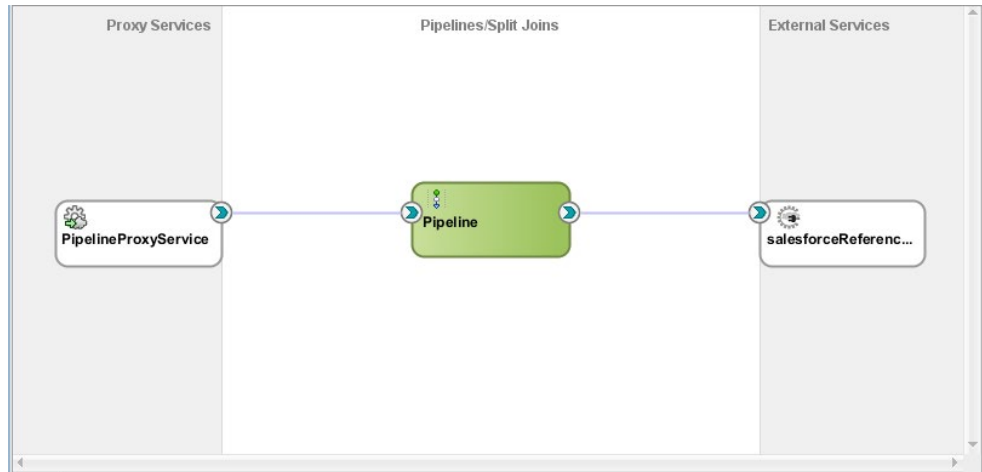 Proxy Services
Pipelines/Split Joins
External Services
PipelineProxyService
Pipeline
salesforceReferenc...